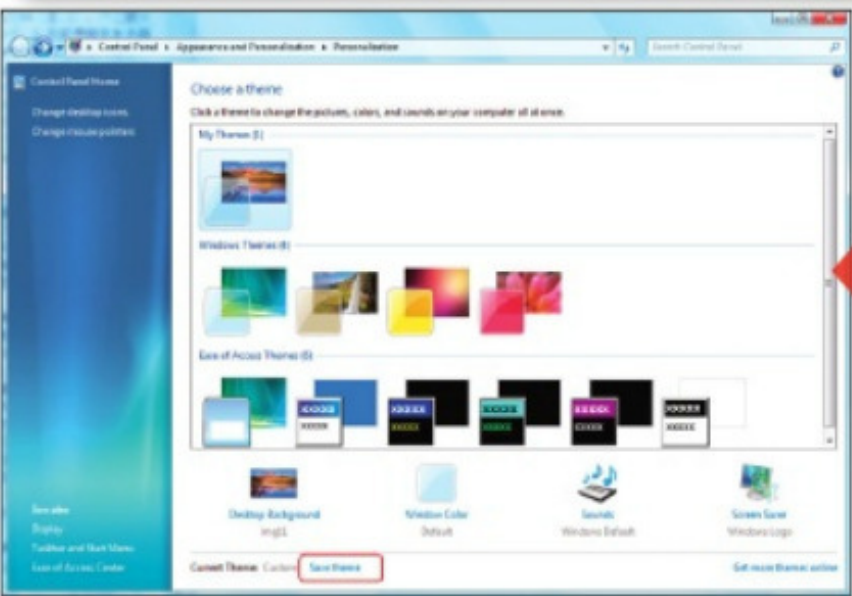 Control Panel ▸ Appearance and Personalization ▸ Personalization
Search Control Panel
Control Panel Home
Change desktop icons
Change mouse pointers
Choose a theme
Click a theme to change the pictures, colors, and sounds on your computer all at once.
My Themes (1)
Windows Themes
Ease of Access Themes
Desktop Background
img11
Window Color
Default
Sounds
Windows Default
Screen Saver
Windows Logo
See also
Display
Taskbar and Start Menu
Ease of Access Center
Current Theme: Custom Save theme
Get more themes online